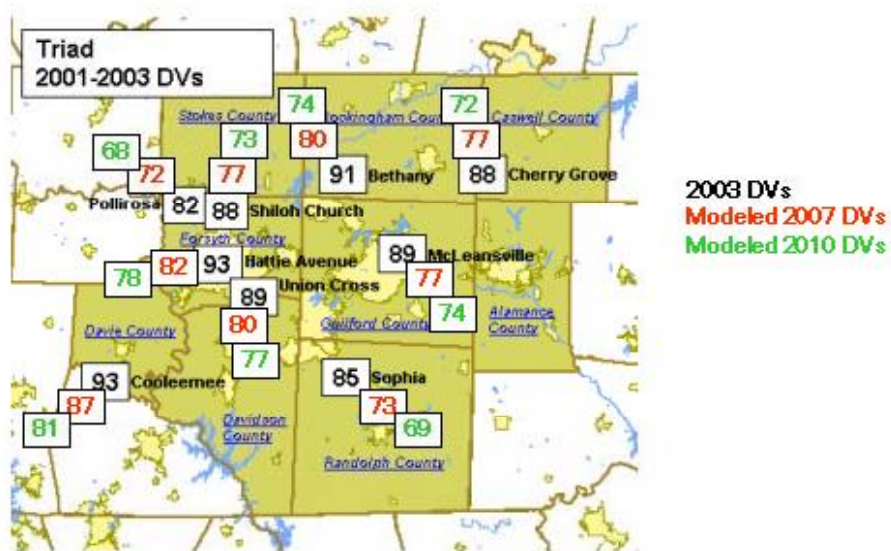 Triad
2001-2003 DVs
74
72
Stokes County
Rockingham County
Caswell County
73
80
77
68
72
77
91 Bethany
88 Cherry Grove
Pollirosa 82
88 Shiloh Church
Forsyth County
89 McLeansville
82
93 Hattie Avenue
78
77
Union Cross
89
74
80
Guilford County
Alamance
County
Davie County
77
93 Cooleemee
85 Sophia
87
73
81
69
Davidson
County
Randolph County
2003 DVs
Modeled 2007 DVs
Modeled 2010 DVs